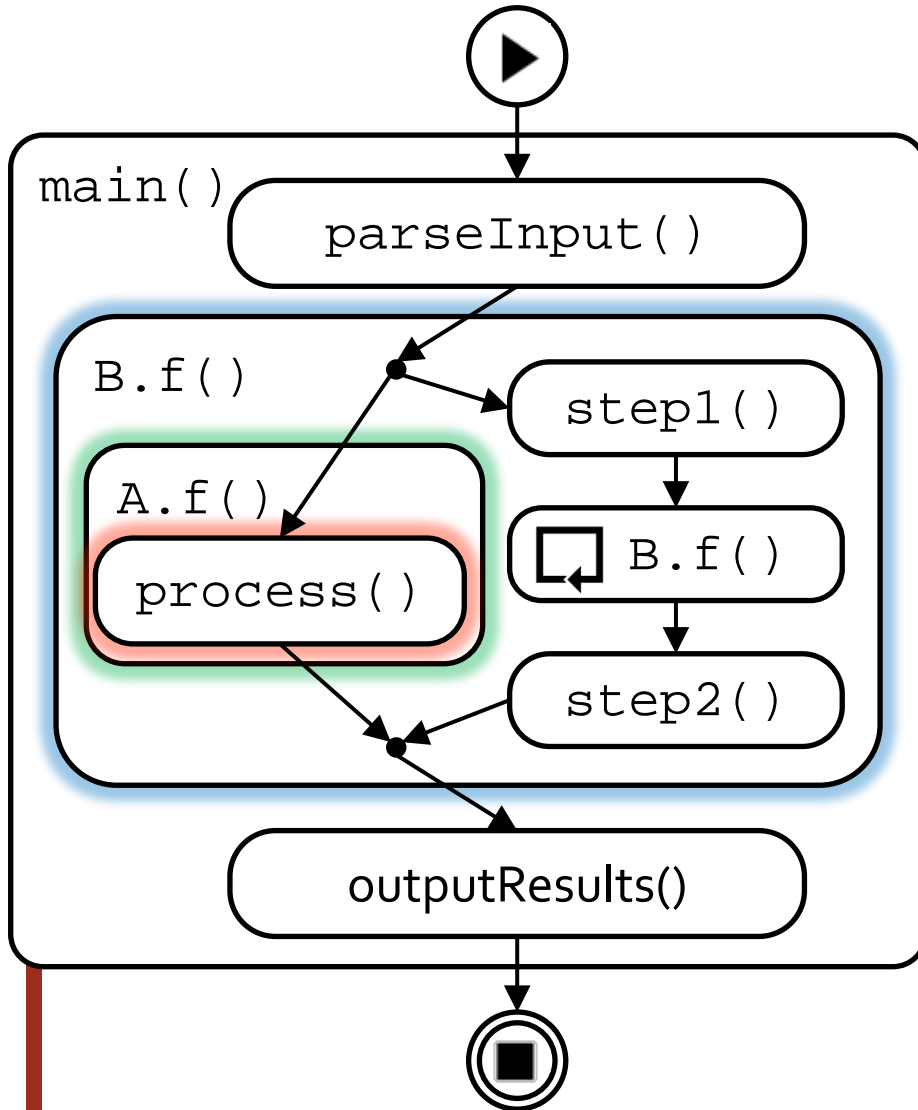 main()
parseInput()
B.f()
step1()
A.f()
B.f()
process()
step2()
outputResults()